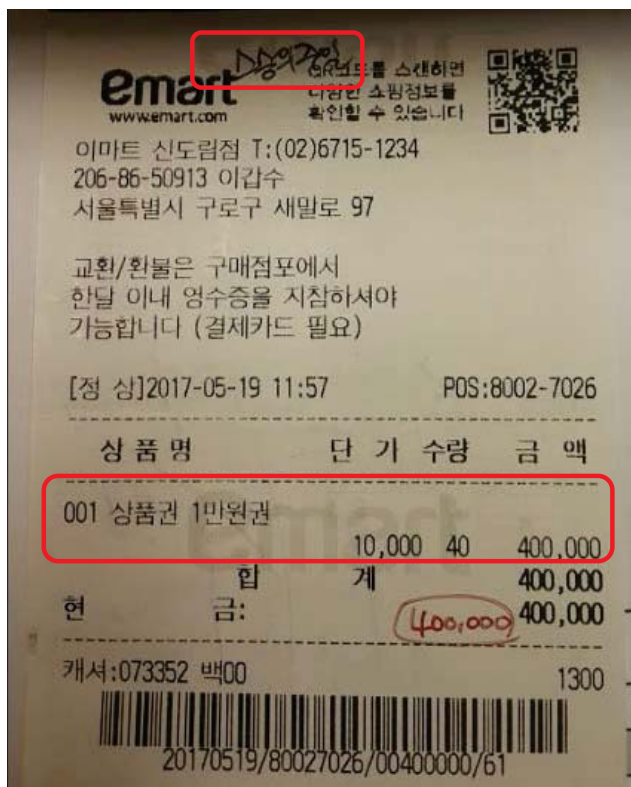 스승의주일
emart
www.emart.com
QR코드를 스캔하면
다양한 쇼핑정보를
확인할 수 있습니다
이마트 신도림점 T:(02)6715-1234
206-86-50913 이갑수
서울특별시 구로구 새말로 97
교환/환불은 구매점포에서
한달 이내 영수증을 지참하셔야
가능합니다 (결제카드 필요)
[정 상]2017-05-19 11:57 POS:8002-7026
상 품 명 단 가 수량 금 액
001 상품권 1만원권
10,000 40 400,000
합 계 400,000
현 금: 400,000 400,000
캐셔:073352 백00 1300
20170519/80027026/00400000/61